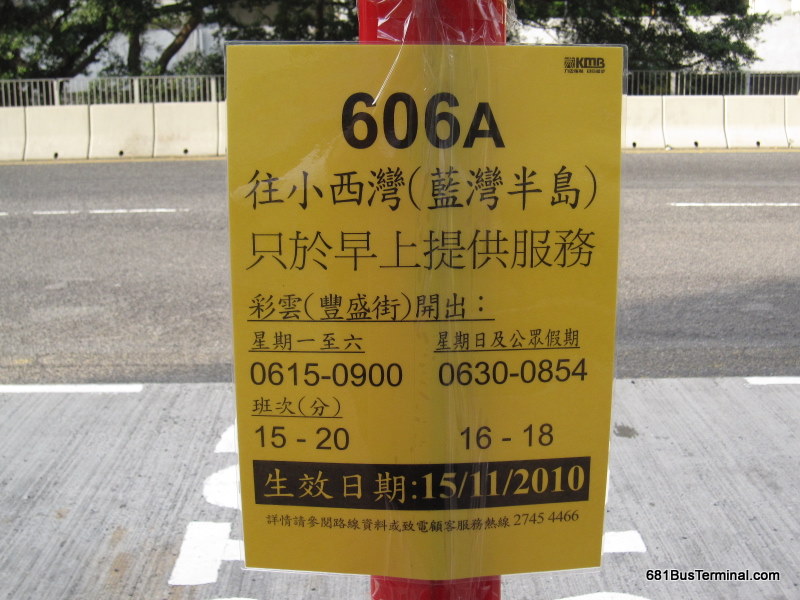 KMB
606A
往小西灣(藍灣半島)
只於早上提供服務
彩雲(豐盛街)開出:
星期一至六 星期日及公眾假期
0615-0900 0630-0854
班次(分)
15 - 20 16 - 18
生效日期:15/11/2010
詳情請參閱路線資料或致電顧客服務熱線 2745 4466
681BusTerminal.com